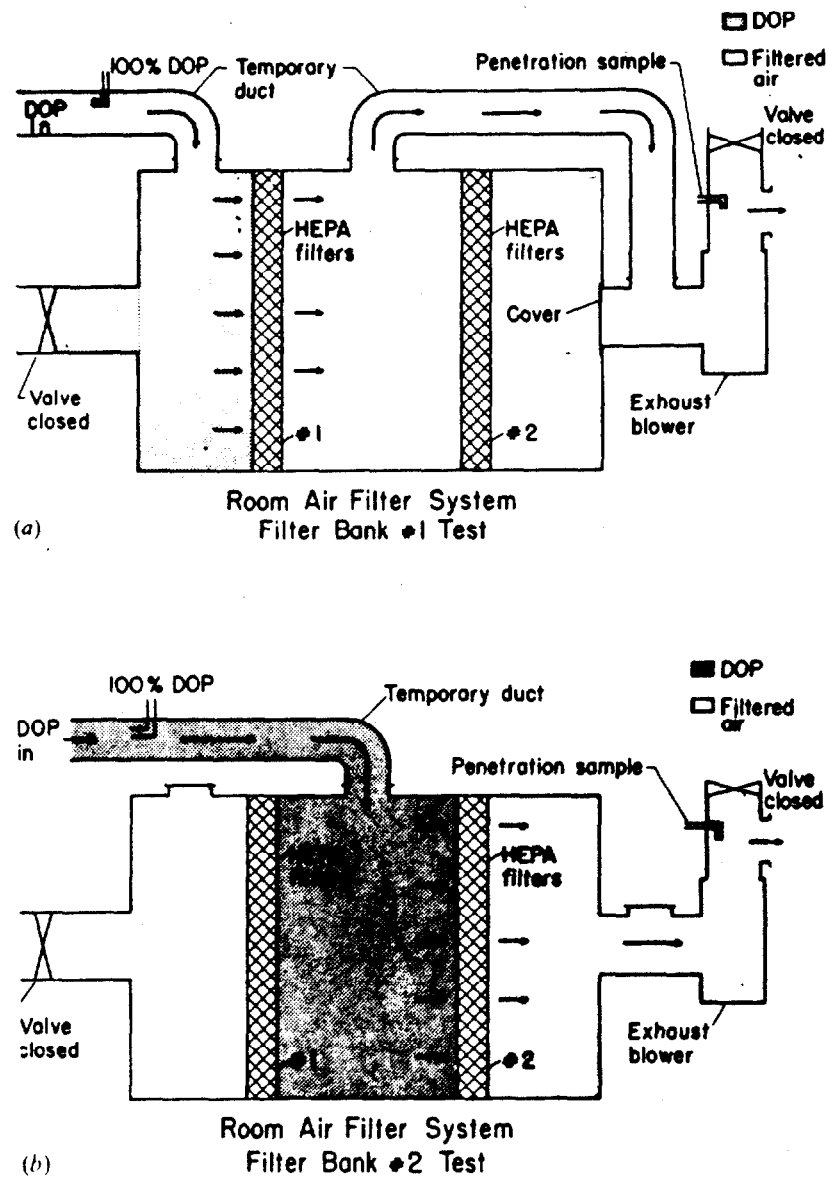 DOP
100% DOP
Temporary
duct
Penetration sample
Filtered
air
DOP
Valve
closed
HEPA
filters
HEPA
filters
Cover
Valve
closed
#1
#2
Exhaust
blower
Room Air Filter System
Filter Bank #1 Test
(a)
DOP
100% DOP
Temporary duct
Filtered
air
DOP
in
Penetration sample
Valve
closed
HEPA
filters
Valve
closed
#2
Exhaust
blower
Room Air Filter System
Filter Bank #2 Test
(b)